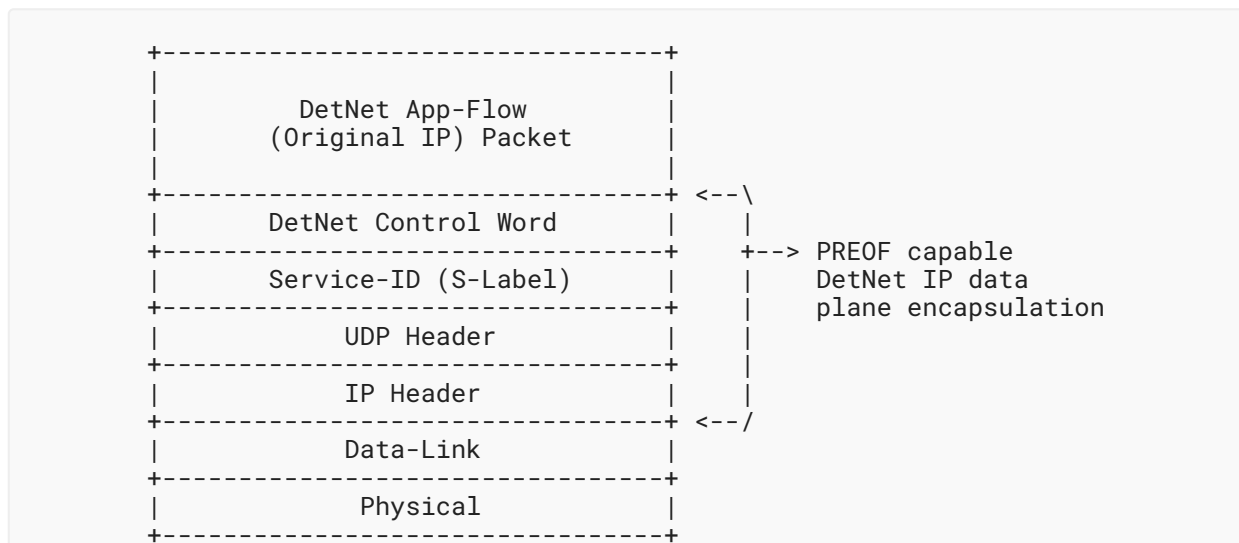 +---------------------------------+
|                                 |
|         DetNet App-Flow         |
|       (Original IP) Packet      |
|                                 |
+---------------------------------+ <--\
|       DetNet Control Word       |    |
+---------------------------------+    +--> PREOF capable
|       Service-ID (S-Label)      |    |    DetNet IP data
+---------------------------------+    |    plane encapsulation
|            UDP Header           |    |
+---------------------------------+    |
|            IP Header            |    |
+---------------------------------+ <--/
|            Data-Link            |
+---------------------------------+
|             Physical            |
+---------------------------------+